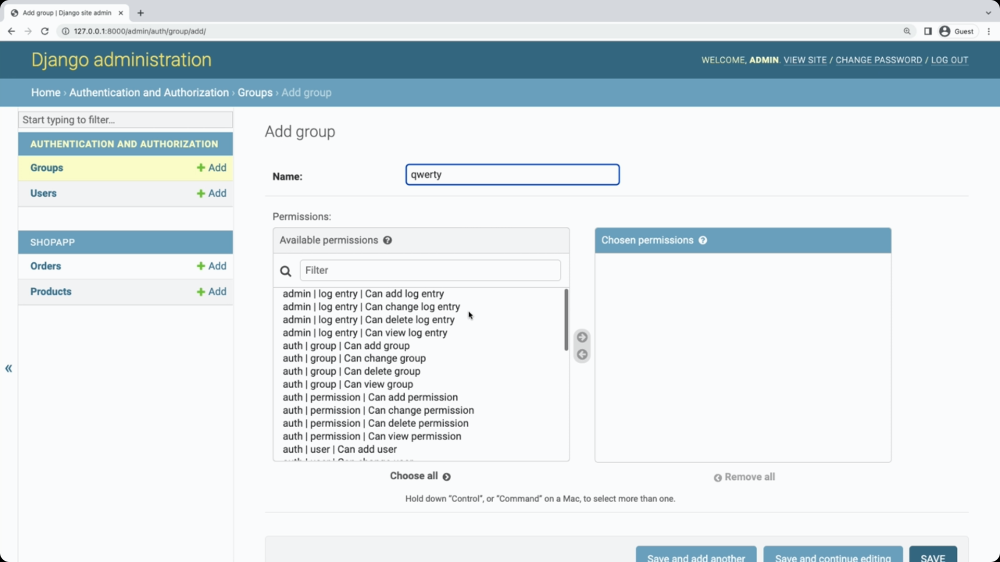 Add group | Django site admin
127.0.0.1:8000/admin/auth/group/add/
Guest
Django administration
WELCOME, ADMIN. VIEW SITE / CHANGE PASSWORD / LOG OUT
Home › Authentication and Authorization › Groups › Add group
Start typing to filter...
AUTHENTICATION AND AUTHORIZATION
Groups + Add
Users + Add
SHOPAPP
Orders + Add
Products + Add
«
Add group
Name: qwerty
Permissions:
Available permissions ?
Filter
admin | log entry | Can add log entry
admin | log entry | Can change log entry
admin | log entry | Can delete log entry
admin | log entry | Can view log entry
auth | group | Can add group
auth | group | Can change group
auth | group | Can delete group
auth | group | Can view group
auth | permission | Can add permission
auth | permission | Can change permission
auth | permission | Can delete permission
auth | permission | Can view permission
auth | user | Can add user
auth | user | Can change user
Choose all
Chosen permissions ?
Remove all
Hold down “Control”, or “Command” on a Mac, to select more than one.
Save and add another
Save and continue editing
SAVE